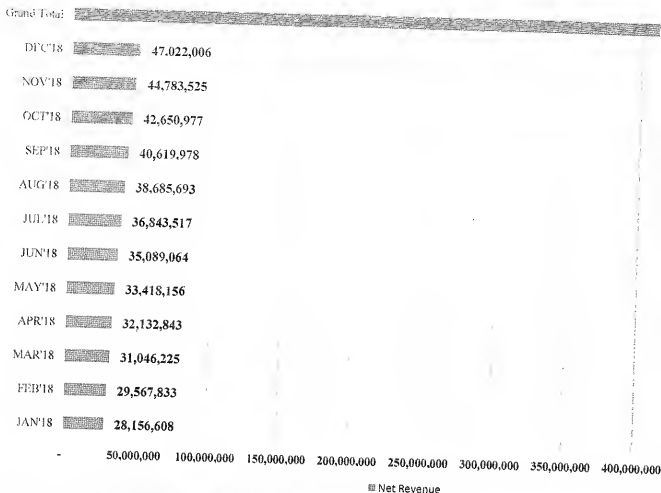 Grand Total
DEC'18 47.022,006
NOV'18 44,783,525
OCT'18 42,650,977
SEP'18 40,619,978
AUG'18 38,685,693
JUL'18 36,843,517
JUN'18 35,089,064
MAY'18 33,418,156
APR'18 32,132,843
MAR'18 31,046,225
FEB'18 29,567,833
JAN'18 28,156,608
- 50,000,000 100,000,000 150,000,000 200,000,000 250,000,000 300,000,000 350,000,000 400,000,000
Net Revenue